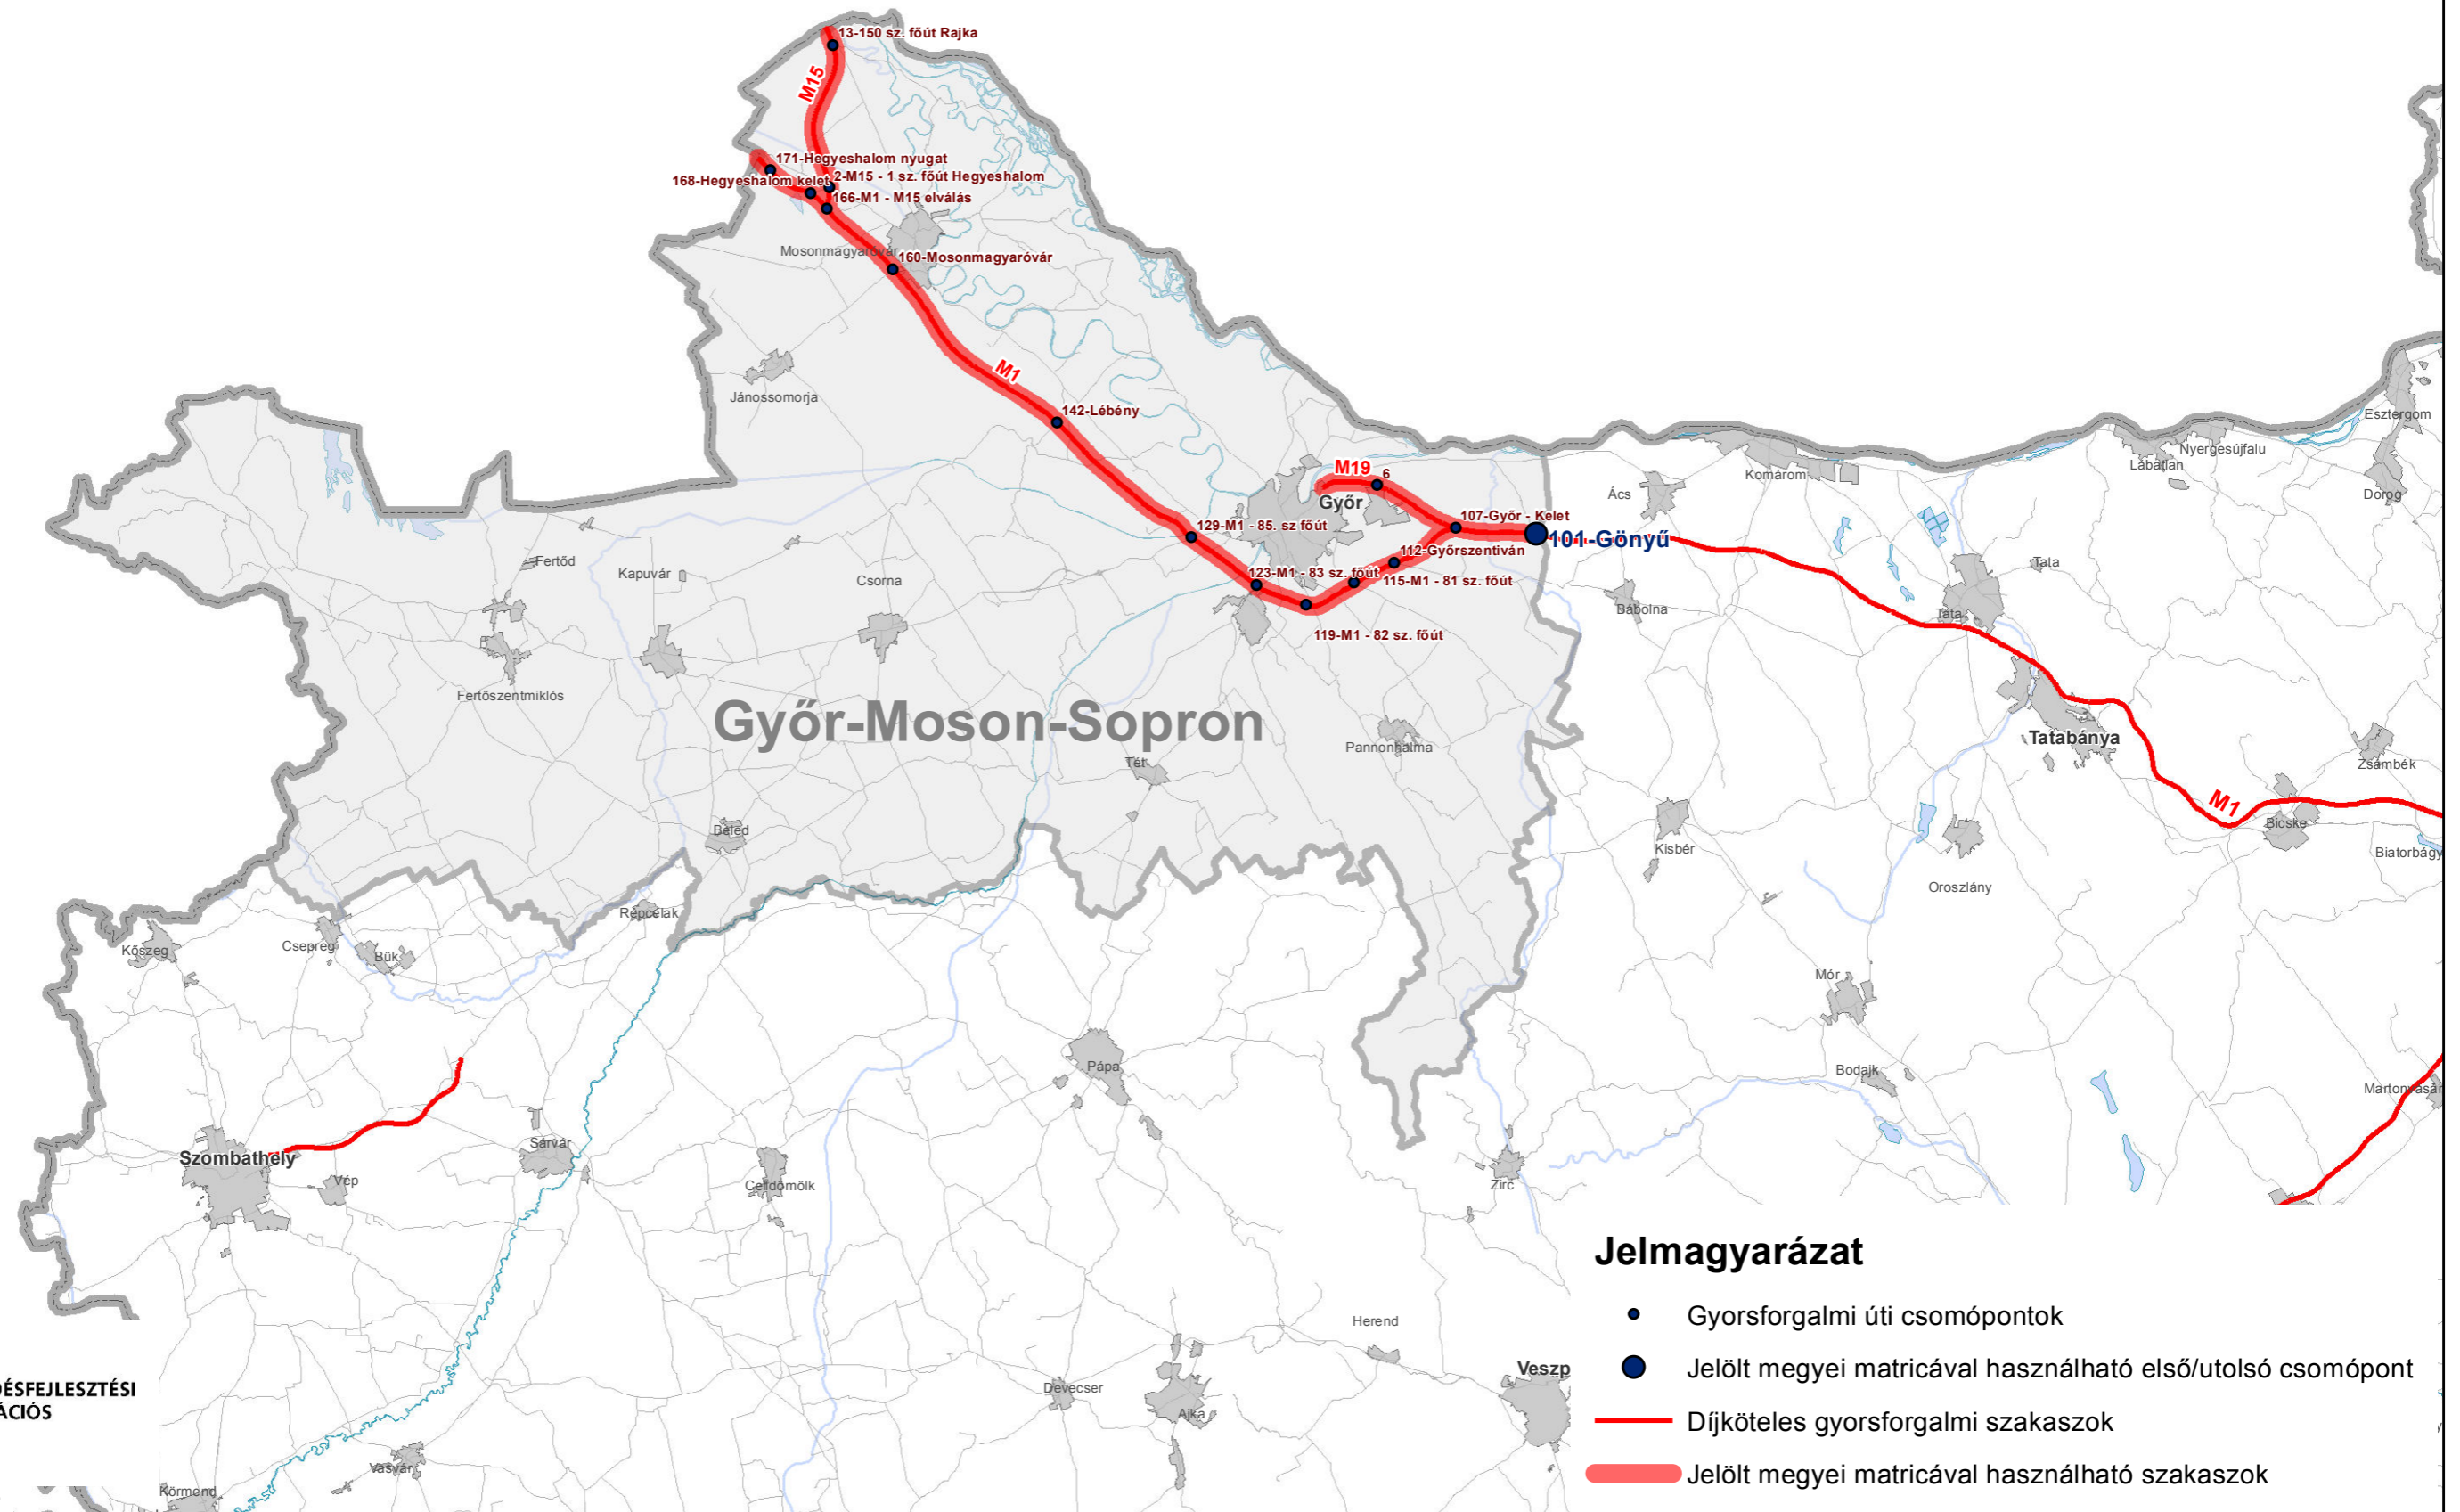 13-150 sz. főút Rajka
M15
171-Hegyeshalom nyugat
168-Hegyeshalom kelet
2-M15 - 1 sz. főút Hegyeshalom
166-M1 - M15 elválás
Mosonmagyaróvár
160-Mosonmagyaróvár
M1
Jánossomorja
142-Lébény
Esztergom
Nyergesújfalu
Lábatlan
Komárom
Dorog
M19
6
Ács
Győr
107-Győr - Kelet
101-Gönyű
129-M1 - 85. sz főút
112-Győrszentiván
123-M1 - 83 sz. főút
115-M1 - 81 sz. főút
119-M1 - 82 sz. főút
Fertőd
Kapuvár
Csorna
Tata
Bábolna
Tata
Fertőszentmiklós
Győr-Moson-Sopron
Pannonhalma
Tatabánya
Tét
Zsámbék
M1
Bicske
Beled
Kisbér
Biatorbágy
Oroszlány
Répcelak
Kőszeg
Csepreg
Bük
Mór
Pápa
Bodajk
Martonvásár
Szombathely
Sárvár
Vép
Celldömölk
Zirc
Jelmagyarázat
Gyorsforgalmi úti csomópontok
Jelölt megyei matricával használható első/utolsó csomópont
Díjköteles gyorsforgalmi szakaszok
Jelölt megyei matricával használható szakaszok
Herend
Veszp
Devecser
Ajka
DÉSFEJLESZTÉSI
ÁCIÓS
Vasvár
Körmend